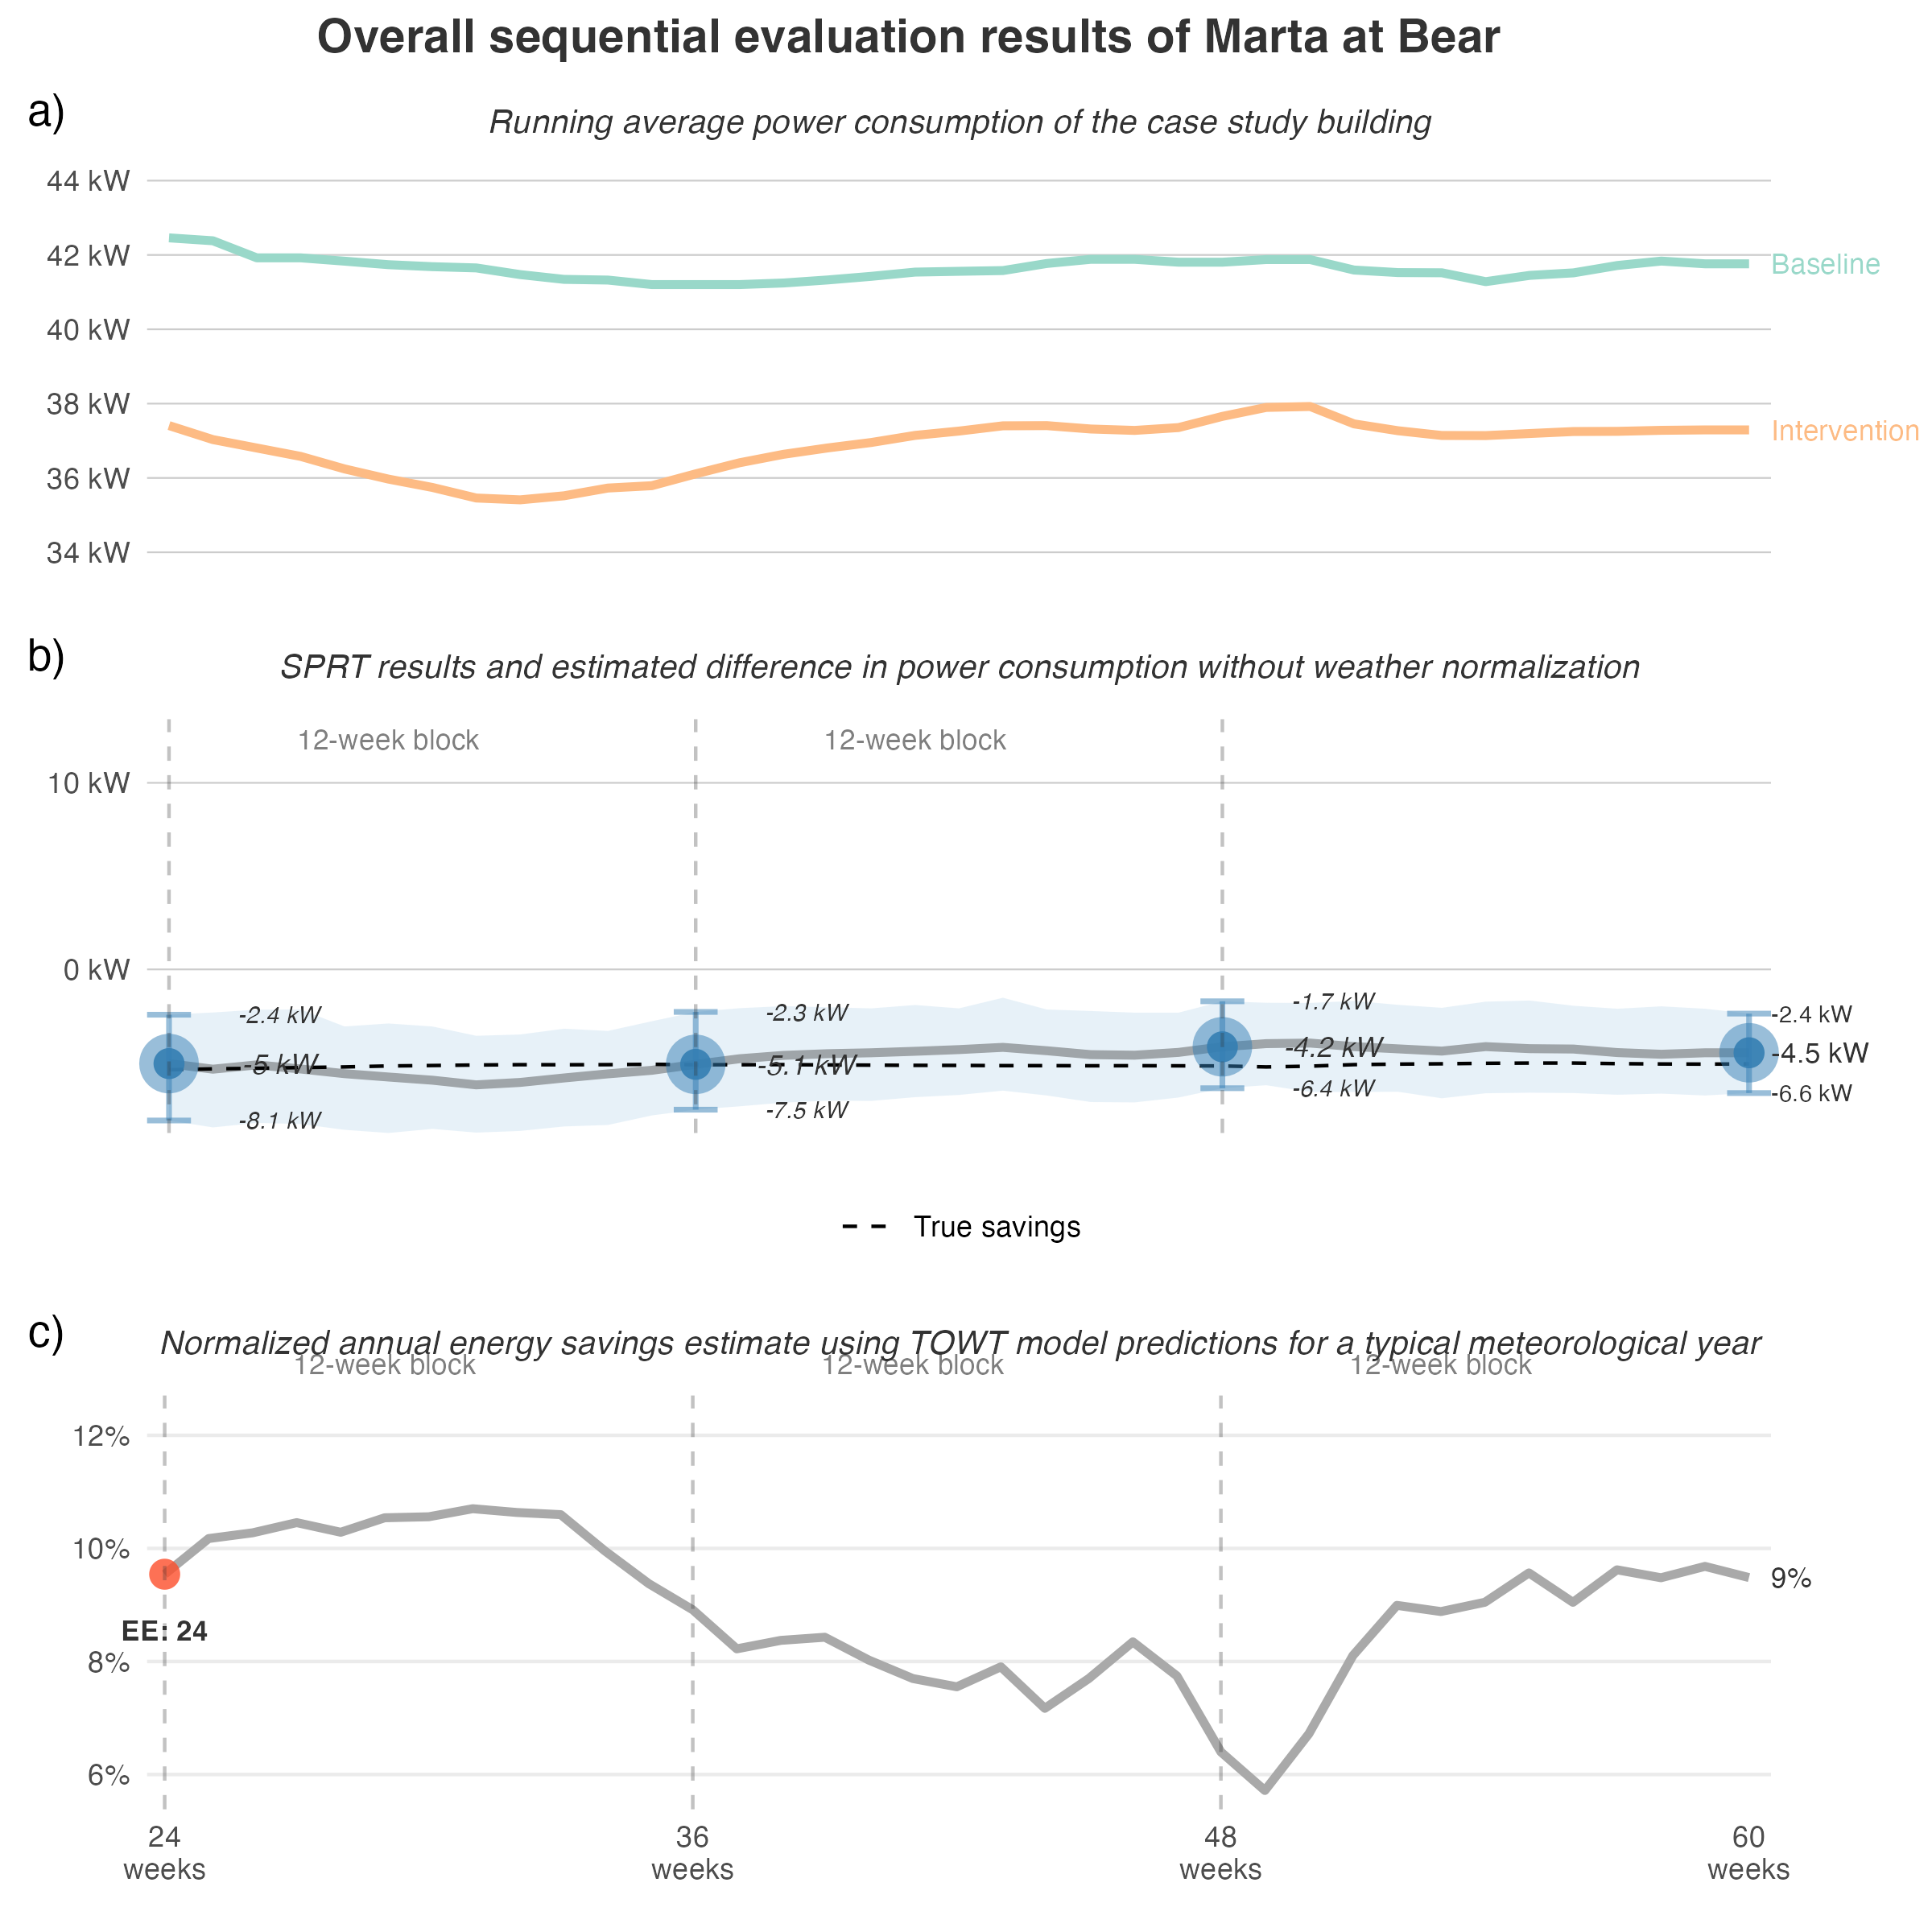 Overall sequential evaluation results of Marta at Bear
a)
Running average power consumption of the case study building
44 kW
42 kW
Baseline
40 kW
38 kW
Intervention
36 kW
34 kW
b)
SPRT results and estimated difference in power consumption without weather normalization
12-week block
12-week block
10 kW
0 kW
-2.4 kW
-2.3 kW
-1.7 kW
-2.4 kW
-5 kW
-5.1 kW
-4.2 kW
-4.5 kW
-8.1 kW
-7.5 kW
-6.4 kW
-6.6 kW
True savings
c)
Normalized annual energy savings estimate using TOWT model predictions for a typical meteorological year
12-week block
12-week block
12-week block
12%
10%
9%
EE: 24
8%
6%
24
weeks
36
weeks
48
weeks
60
weeks